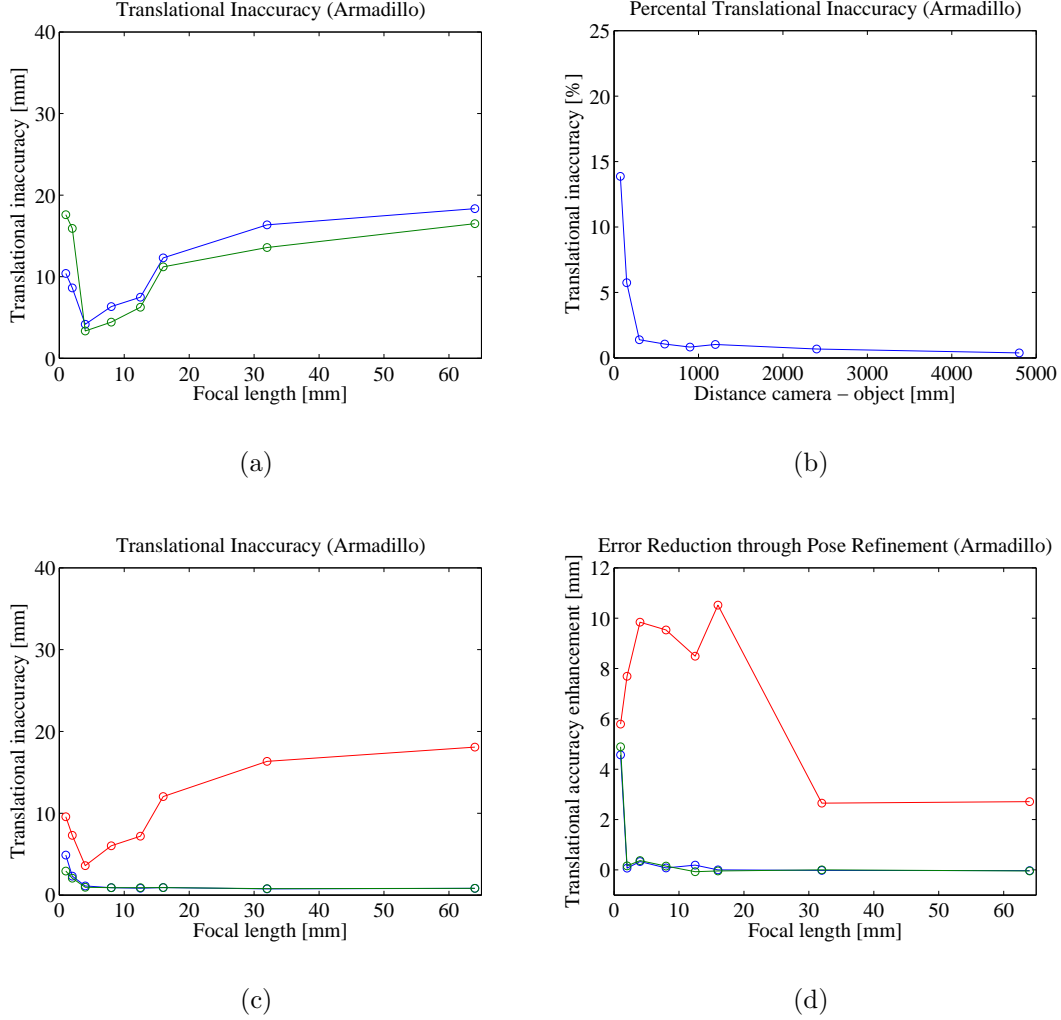 Translational Inaccuracy (Armadillo)
Translational inaccuracy [mm]
40
30
20
10
0
0 10 20 30 40 50 60
Focal length [mm]
(a)
Percental Translational Inaccuracy (Armadillo)
Translational inaccuracy [%]
25
20
15
10
5
0
0 1000 2000 3000 4000 5000
Distance camera – object [mm]
(b)
Translational Inaccuracy (Armadillo)
Translational inaccuracy [mm]
40
30
20
10
0
0 10 20 30 40 50 60
Focal length [mm]
(c)
Error Reduction through Pose Refinement (Armadillo)
Translational accuracy enhancement [mm]
12
10
8
6
4
2
0
0 10 20 30 40 50 60
Focal length [mm]
(d)